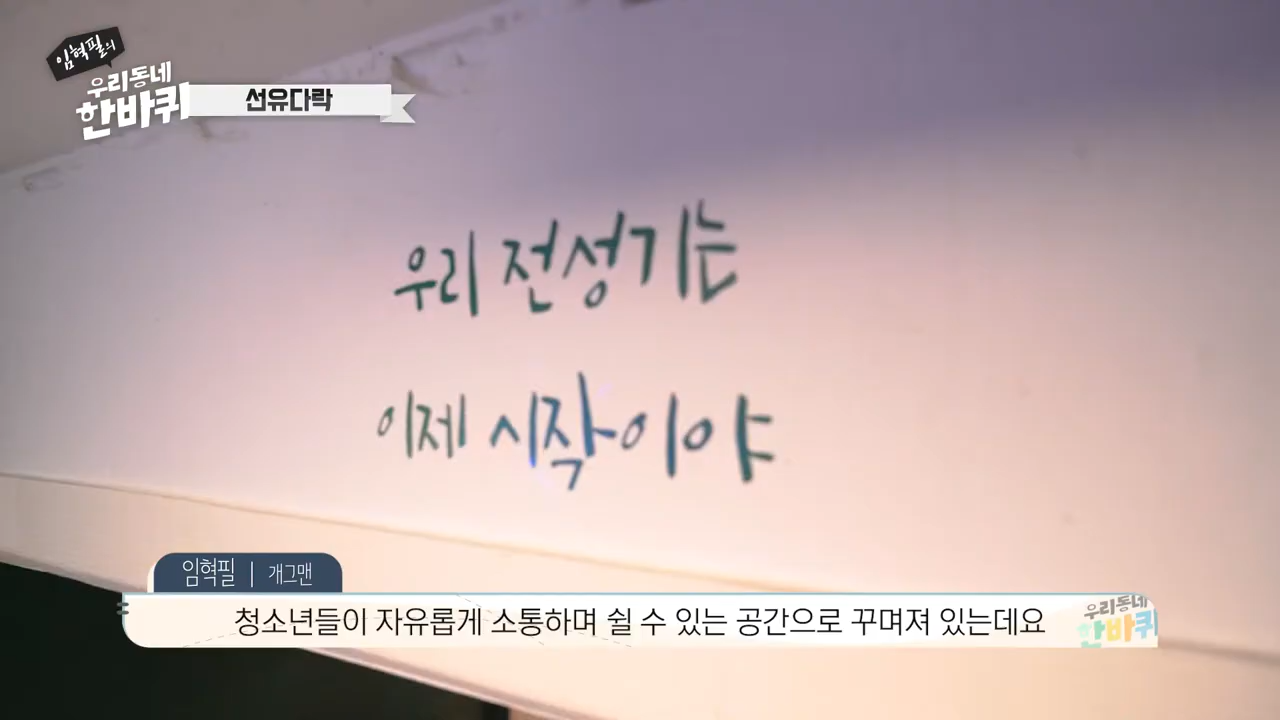 임혁필의
우리동네
한바퀴
선유다락
우리 전성기는
이제 시작이야
임혁필 | 개그맨
청소년들이 자유롭게 소통하며 쉴 수 있는 공간으로 꾸며져 있는데요
우리동네
한바퀴